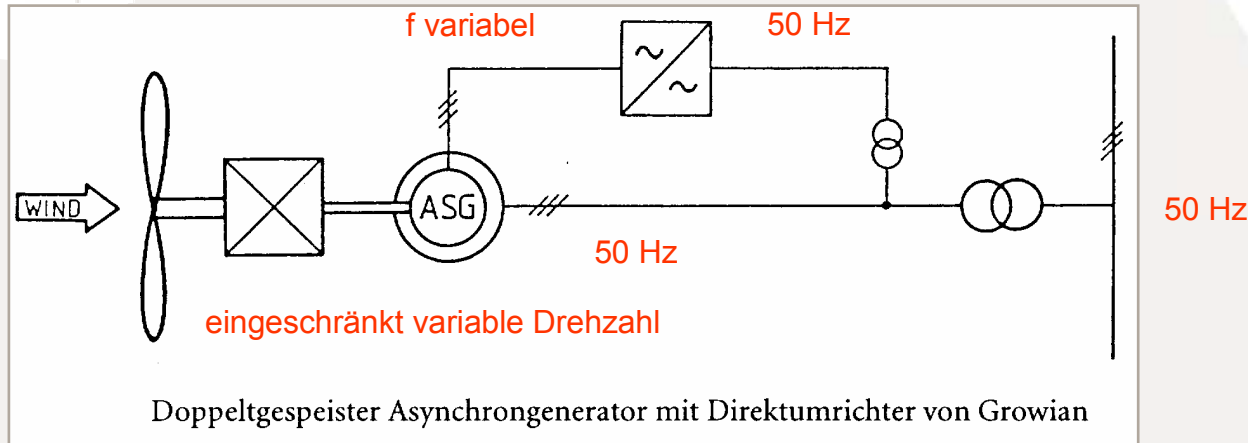 f variabel
50 Hz
WIND
ASG
50 Hz
50 Hz
eingeschränkt variable Drehzahl
Doppeltgespeister Asynchrongenerator mit Direktumrichter von Growian